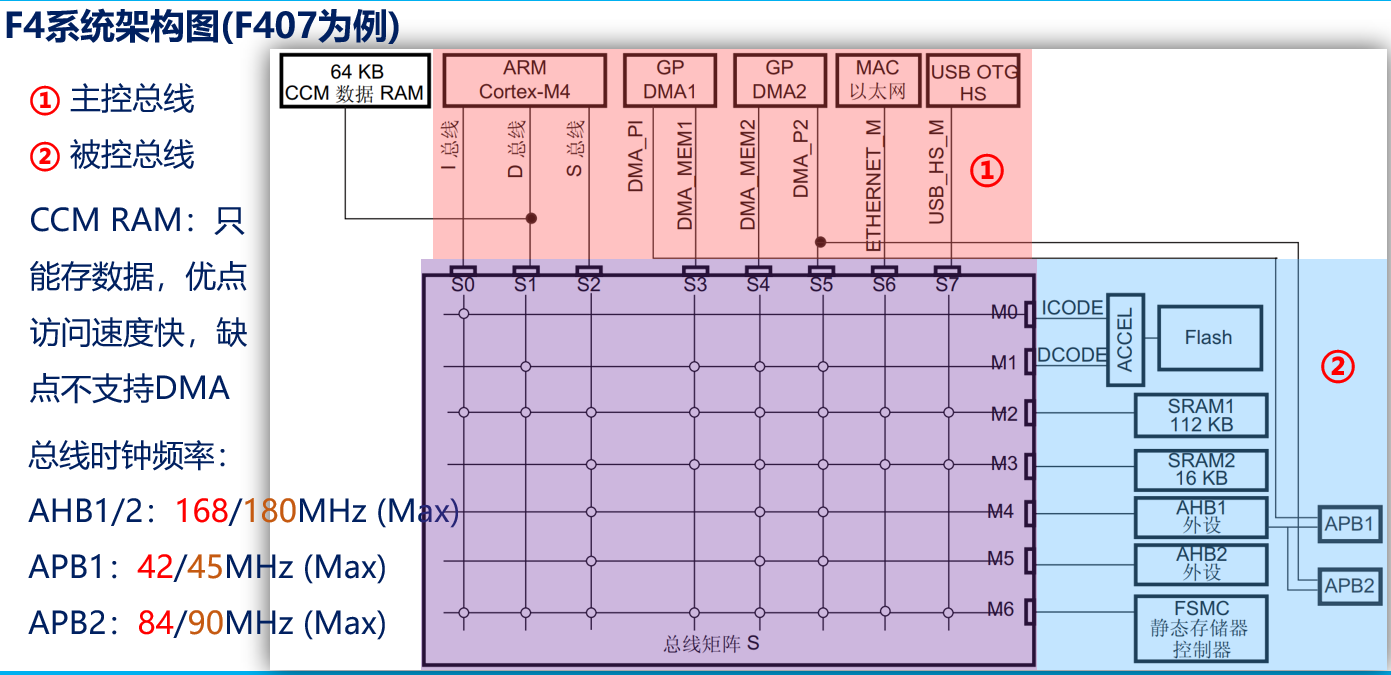 F4系统架构图(F407为例)
① 主控总线
② 被控总线
CCM RAM：只
能存数据，优点
访问速度快，缺
点不支持DMA
总线时钟频率：
AHB1/2：168/180MHz (Max)
APB1：42/45MHz (Max)
APB2：84/90MHz (Max)
64 KB
CCM 数据 RAM
ARM
Cortex-M4
GP
DMA1
GP
DMA2
MAC
以太网
USB OTG
HS
I 总线
D 总线
S 总线
DMA_PI
DMA_MEM1
DMA_MEM2
DMA_P2
ETHERNET_M
USB_HS_M
①
S0
S1
S2
S3
S4
S5
S6
S7
M0
ICODE
M1
DCODE
ACCEL
Flash
②
M2
SRAM1
112 KB
M3
SRAM2
16 KB
M4
AHB1
外设
APB1
M5
AHB2
外设
APB2
M6
FSMC
静态存储器
控制器
总线矩阵 S